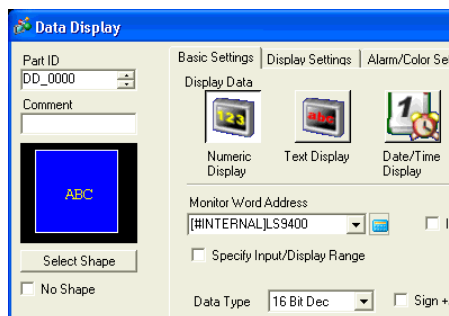 Data Display
Part ID
DD_0000
Comment
ABC
Select Shape
No Shape
Basic Settings
Display Settings
Alarm/Color
Display Data
123
abc
1
Numeric Display
Text Display
Date/Time Display
Monitor Word Address
[#INTERNAL]LS9400
Specify Input/Display Range
Data Type
16 Bit Dec
Sign +